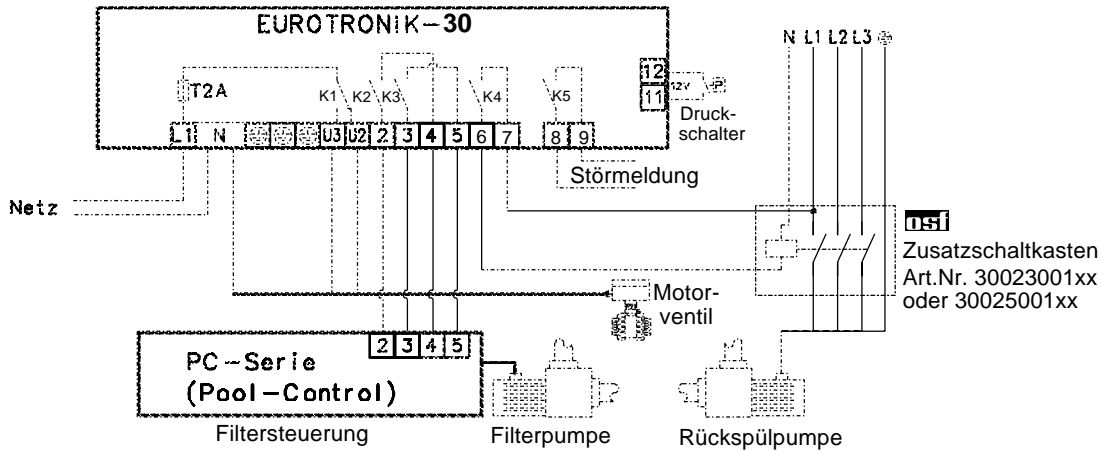 EUROTRONIK-30
N L1 L2 L3
T2A
K1 K2 K3 K4 K5
12
11
12V P
Druck-
schalter
L1 N U3 U2 2 3 4 5 6 7 8 9
Störmeldung
Netz
osf
Zusatzschaltkasten
Art.Nr. 30023001xx
oder 30025001xx
Motor-
ventil
2 3 4 5
PC-Serie
(Pool-Control)
Filtersteuerung
Filterpumpe
Rückspülpumpe